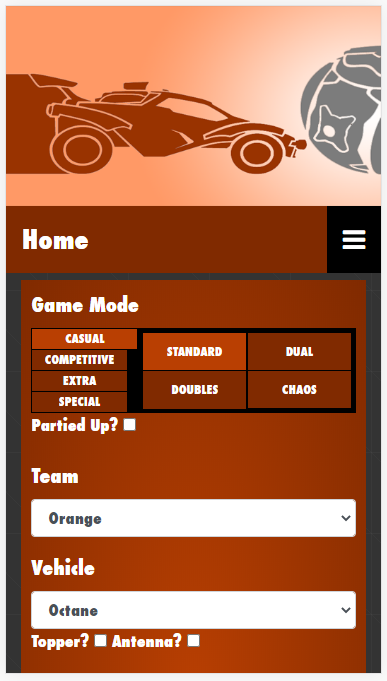 Home
Game Mode
CASUAL
COMPETITIVE
EXTRA
SPECIAL
STANDARD DUAL
DOUBLES CHAOS
Partied Up?
Team
Orange
Vehicle
Octane
Topper? Antenna?